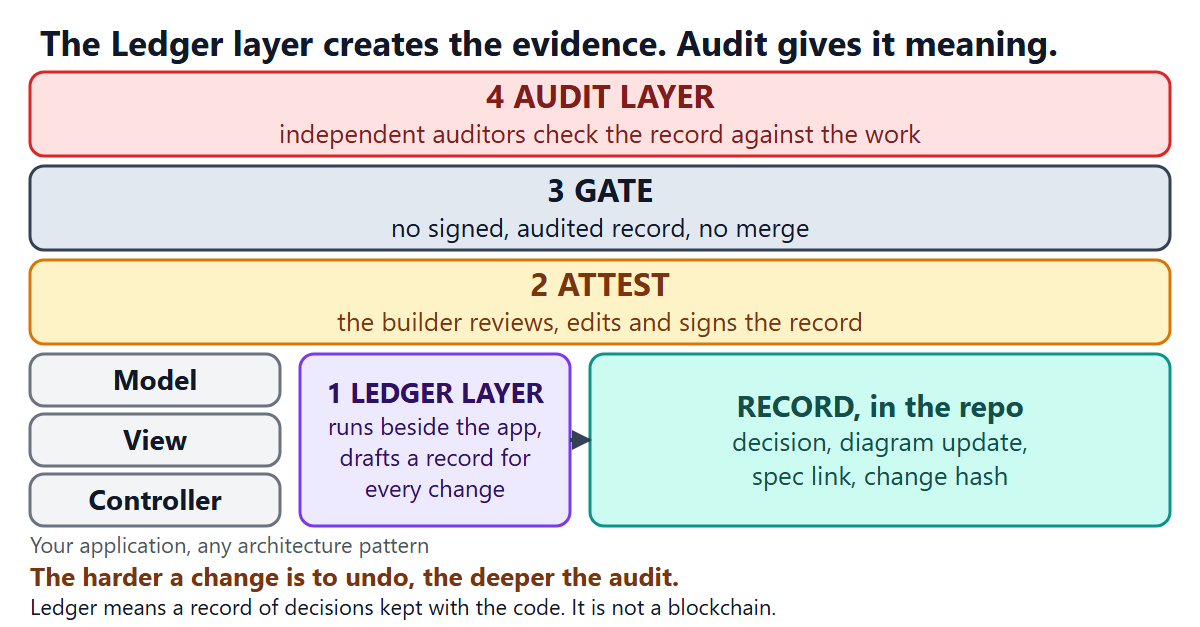 The Ledger layer creates the evidence. Audit gives it meaning.
4 AUDIT LAYER
independent auditors check the record against the work
3 GATE
no signed, audited record, no merge
2 ATTEST
the builder reviews, edits and signs the record
Model
View
Controller
1 LEDGER LAYER
runs beside the app,
drafts a record for
every change
RECORD, in the repo
decision, diagram update,
spec link, change hash
Your application, any architecture pattern
The harder a change is to undo, the deeper the audit.
Ledger means a record of decisions kept with the code. It is not a blockchain.